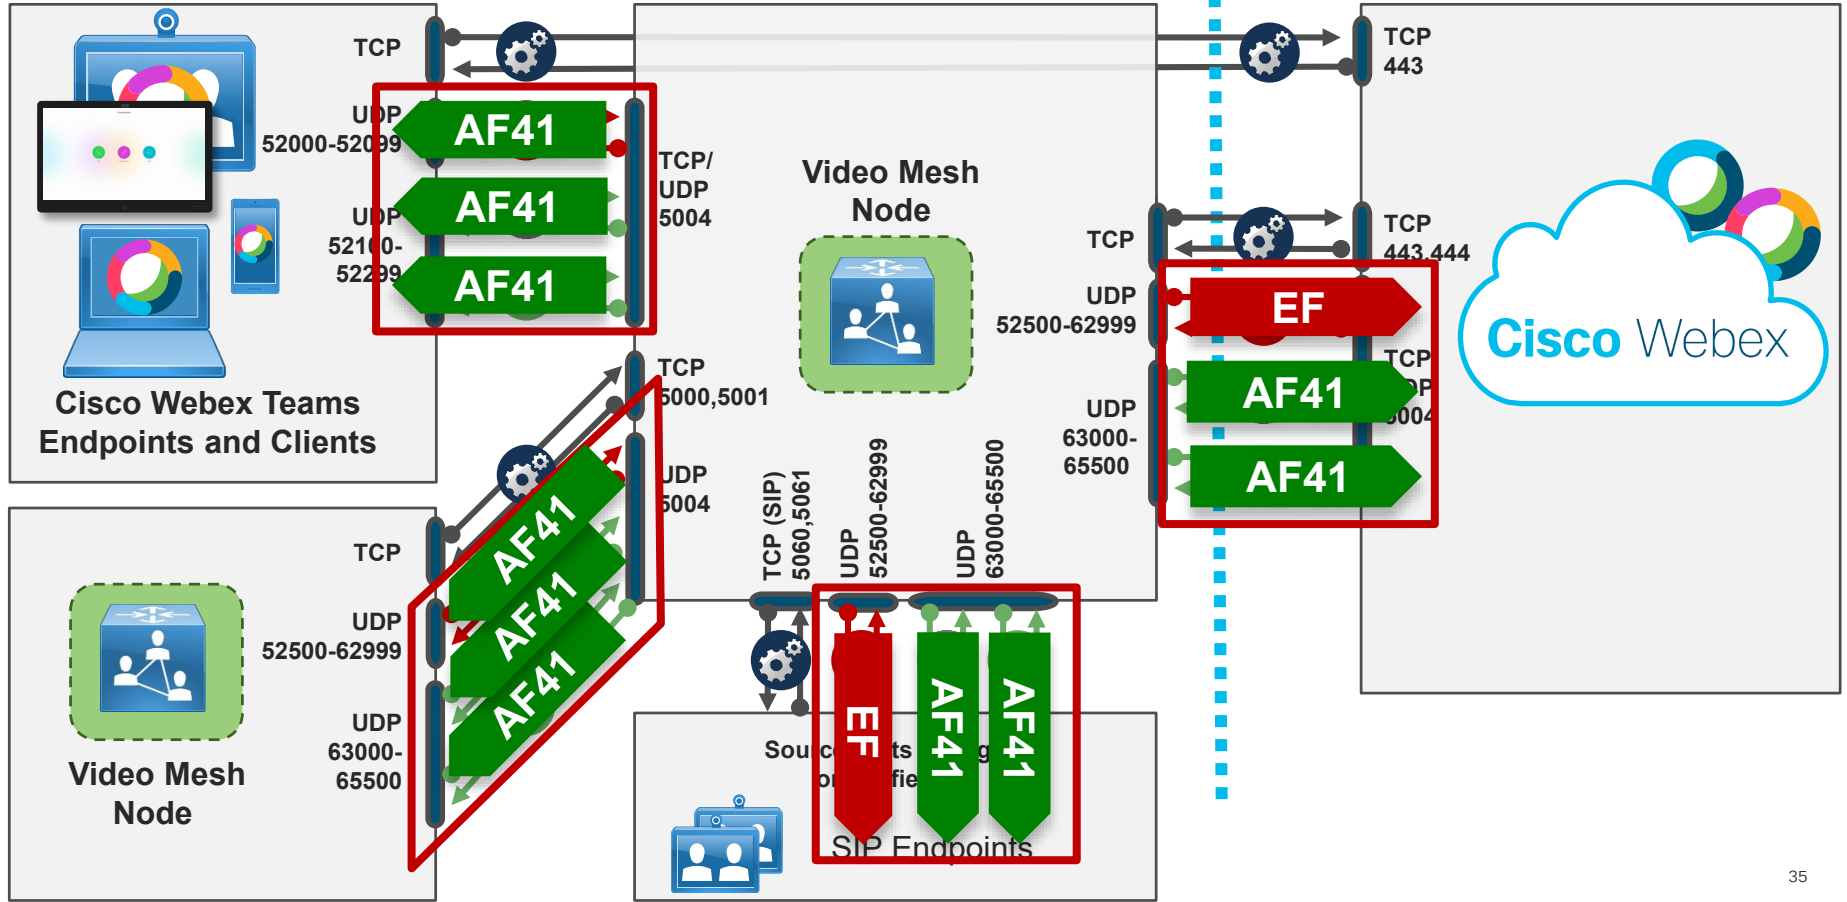 TCP
UDP
52000-52099
UDP
52100-
52299
Cisco Webex Teams
Endpoints and Clients
AF41
AF41
AF41
TCP/
UDP
5004
Video Mesh
Node
TCP
443
TCP
TCP
443,444
UDP
52500-62999
UDP
63000-
65500
EF
AF41
AF41
TCP
5004
Cisco Webex
TCP
5000,5001
UDP
5004
TCP
UDP
52500-62999
UDP
63000-
65500
Video Mesh
Node
AF41
AF41
AF41
TCP (SIP)
5060,5061
UDP
52500-62999
UDP
63000-65500
EF
AF41
AF41
SIP Endpoints
35